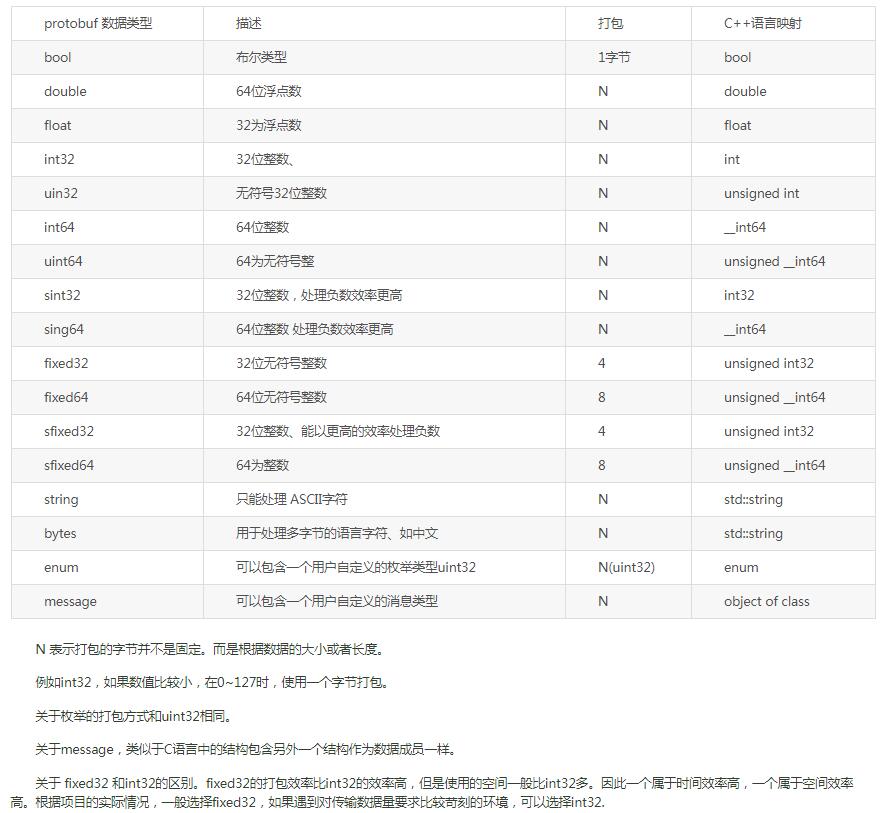 protobuf 数据类型 描述 打包 C++语言映射
bool 布尔类型 1字节 bool
double 64位浮点数 N double
float 32为浮点数 N float
int32 32位整数、 N int
uin32 无符号32位整数 N unsigned int
int64 64位整数 N __int64
uint64 64为无符号整 N unsigned __int64
sint32 32位整数，处理负数效率更高 N int32
sing64 64位整数 处理负数效率更高 N __int64
fixed32 32位无符号整数 4 unsigned int32
fixed64 64位无符号整数 8 unsigned __int64
sfixed32 32位整数、能以更高的效率处理负数 4 unsigned int32
sfixed64 64为整数 8 unsigned __int64
string 只能处理 ASCII字符 N std::string
bytes 用于处理多字节的语言字符、如中文 N std::string
enum 可以包含一个用户自定义的枚举类型uint32 N(uint32) enum
message 可以包含一个用户自定义的消息类型 N object of class
N 表示打包的字节并不是固定。而是根据数据的大小或者长度。
例如int32，如果数值比较小，在0~127时，使用一个字节打包。
关于枚举的打包方式和uint32相同。
关于message，类似于C语言中的结构包含另外一个结构作为数据成员一样。
关于 fixed32 和int32的区别。fixed32的打包效率比int32的效率高，但是使用的空间一般比int32多。因此一个属于时间效率高，一个属于空间效率
高。根据项目的实际情况，一般选择fixed32，如果遇到对传输数据量要求比较苛刻的环境，可以选择int32.